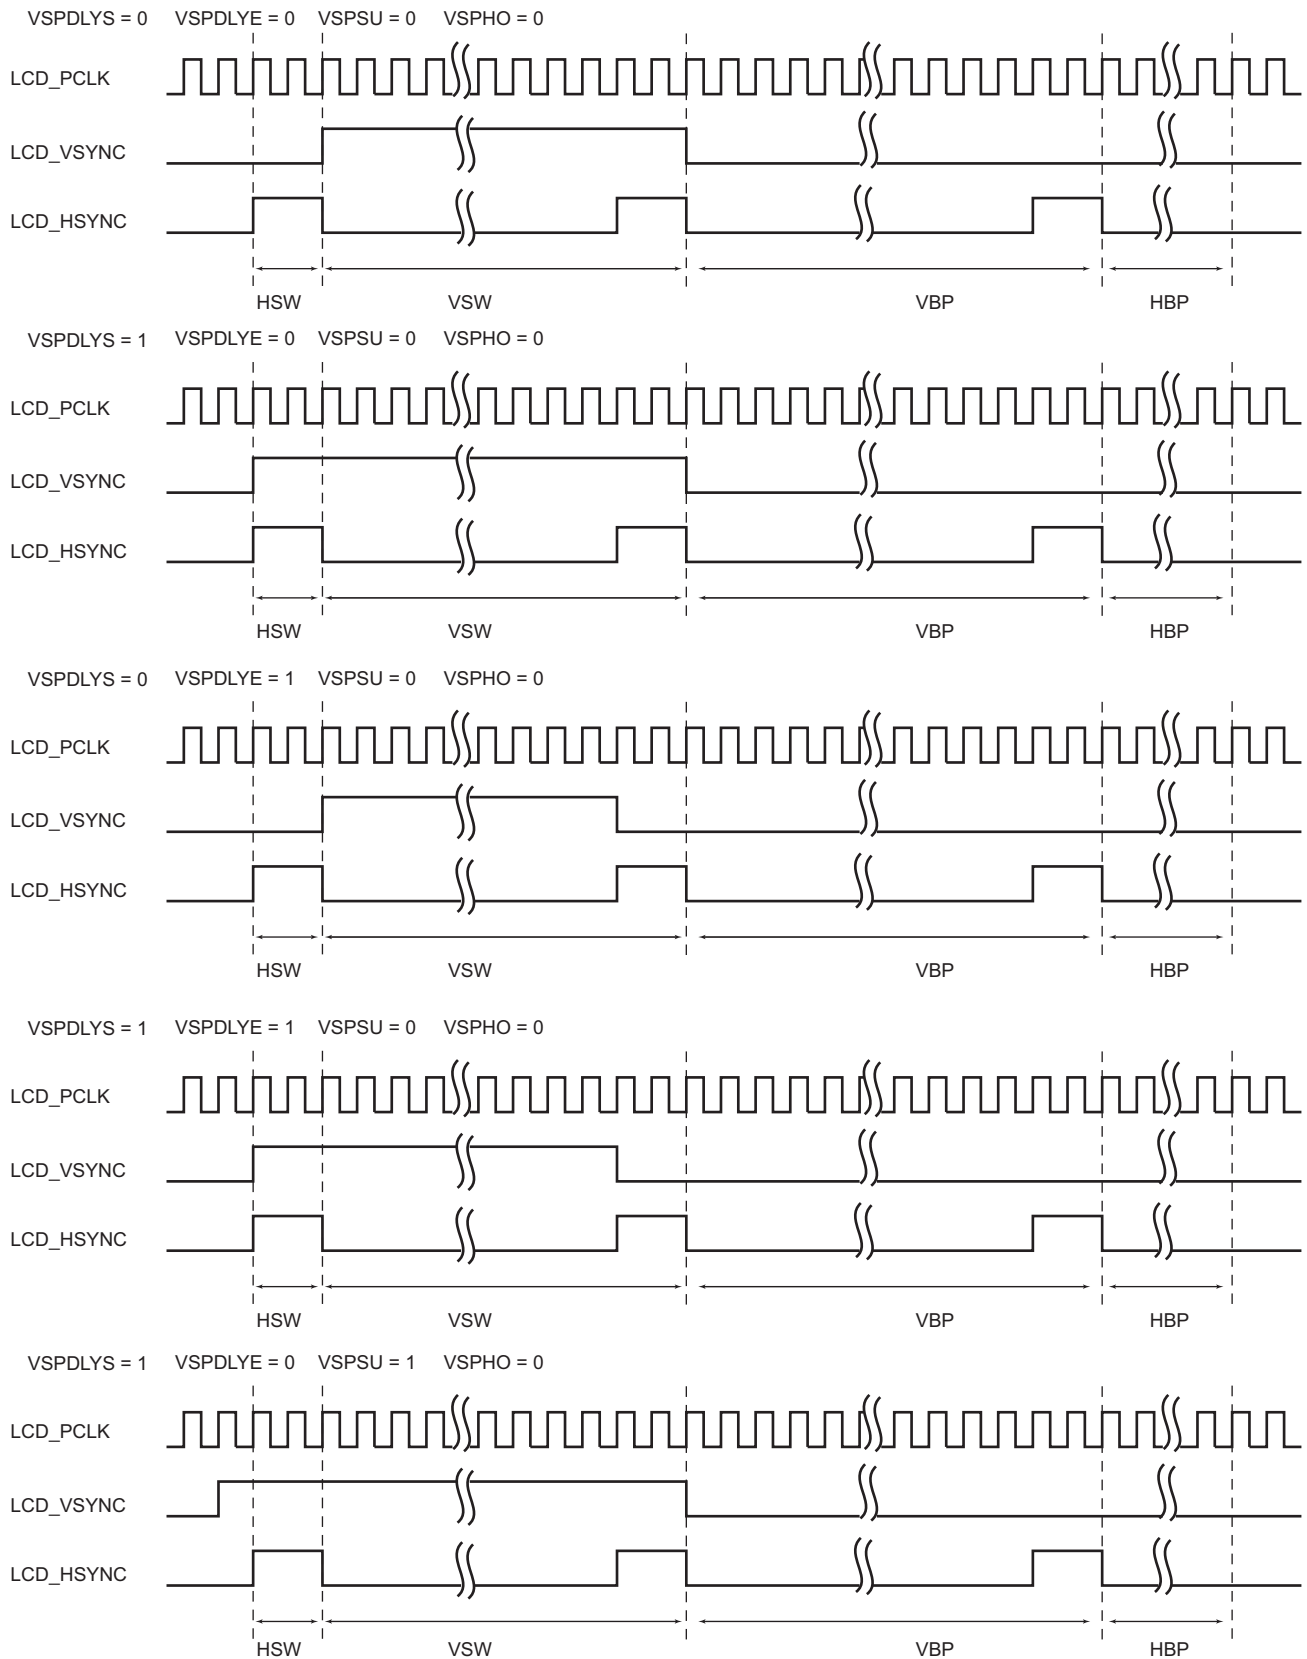 VSPDLYS = 0 VSPDLYE = 0 VSPSU = 0 VSPHO = 0
LCD_PCLK
LCD_VSYNC
LCD_HSYNC
HSW VSW VBP HBP
VSPDLYS = 1 VSPDLYE = 0 VSPSU = 0 VSPHO = 0
LCD_PCLK
LCD_VSYNC
LCD_HSYNC
HSW VSW VBP HBP
VSPDLYS = 0 VSPDLYE = 1 VSPSU = 0 VSPHO = 0
LCD_PCLK
LCD_VSYNC
LCD_HSYNC
HSW VSW VBP HBP
VSPDLYS = 1 VSPDLYE = 1 VSPSU = 0 VSPHO = 0
LCD_PCLK
LCD_VSYNC
LCD_HSYNC
HSW VSW VBP HBP
VSPDLYS = 1 VSPDLYE = 0 VSPSU = 1 VSPHO = 0
LCD_PCLK
LCD_VSYNC
LCD_HSYNC
HSW VSW VBP HBP